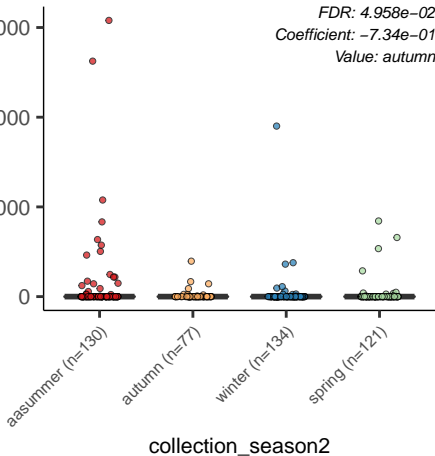 FDR: 4.958e−02
Coefficient: −7.34e−01
Value: autumn
000
000
000
0
aasummer (n=130)
autumn (n=77)
winter (n=134)
spring (n=121)
collection_season2